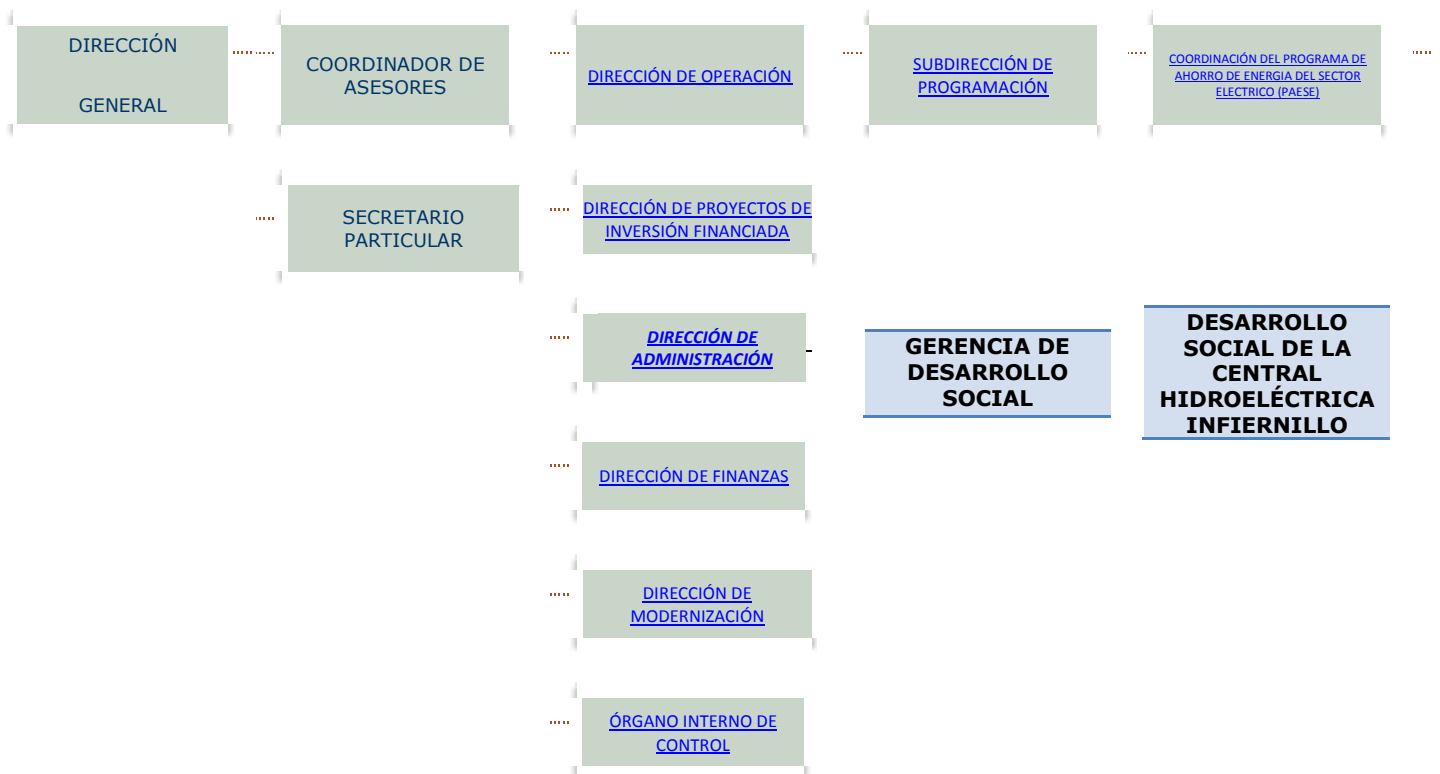 DIRECCIÓN
GENERAL
COORDINADOR DE
ASESORES
DIRECCIÓN DE OPERACIÓN
SUBDIRECCIÓN DE
PROGRAMACIÓN
COORDINACIÓN DEL PROGRAMA DE
AHORRO DE ENERGIA DEL SECTOR
ELECTRICO (PAESE)
SECRETARIO
PARTICULAR
DIRECCIÓN DE PROYECTOS DE
INVERSIÓN FINANCIADA
DIRECCIÓN DE
ADMINISTRACIÓN
GERENCIA DE
DESARROLLO
SOCIAL
DESARROLLO
SOCIAL DE LA
CENTRAL
HIDROELÉCTRICA
INFIERNILLO
DIRECCIÓN DE FINANZAS
DIRECCIÓN DE
MODERNIZACIÓN
ÓRGANO INTERNO DE
CONTROL